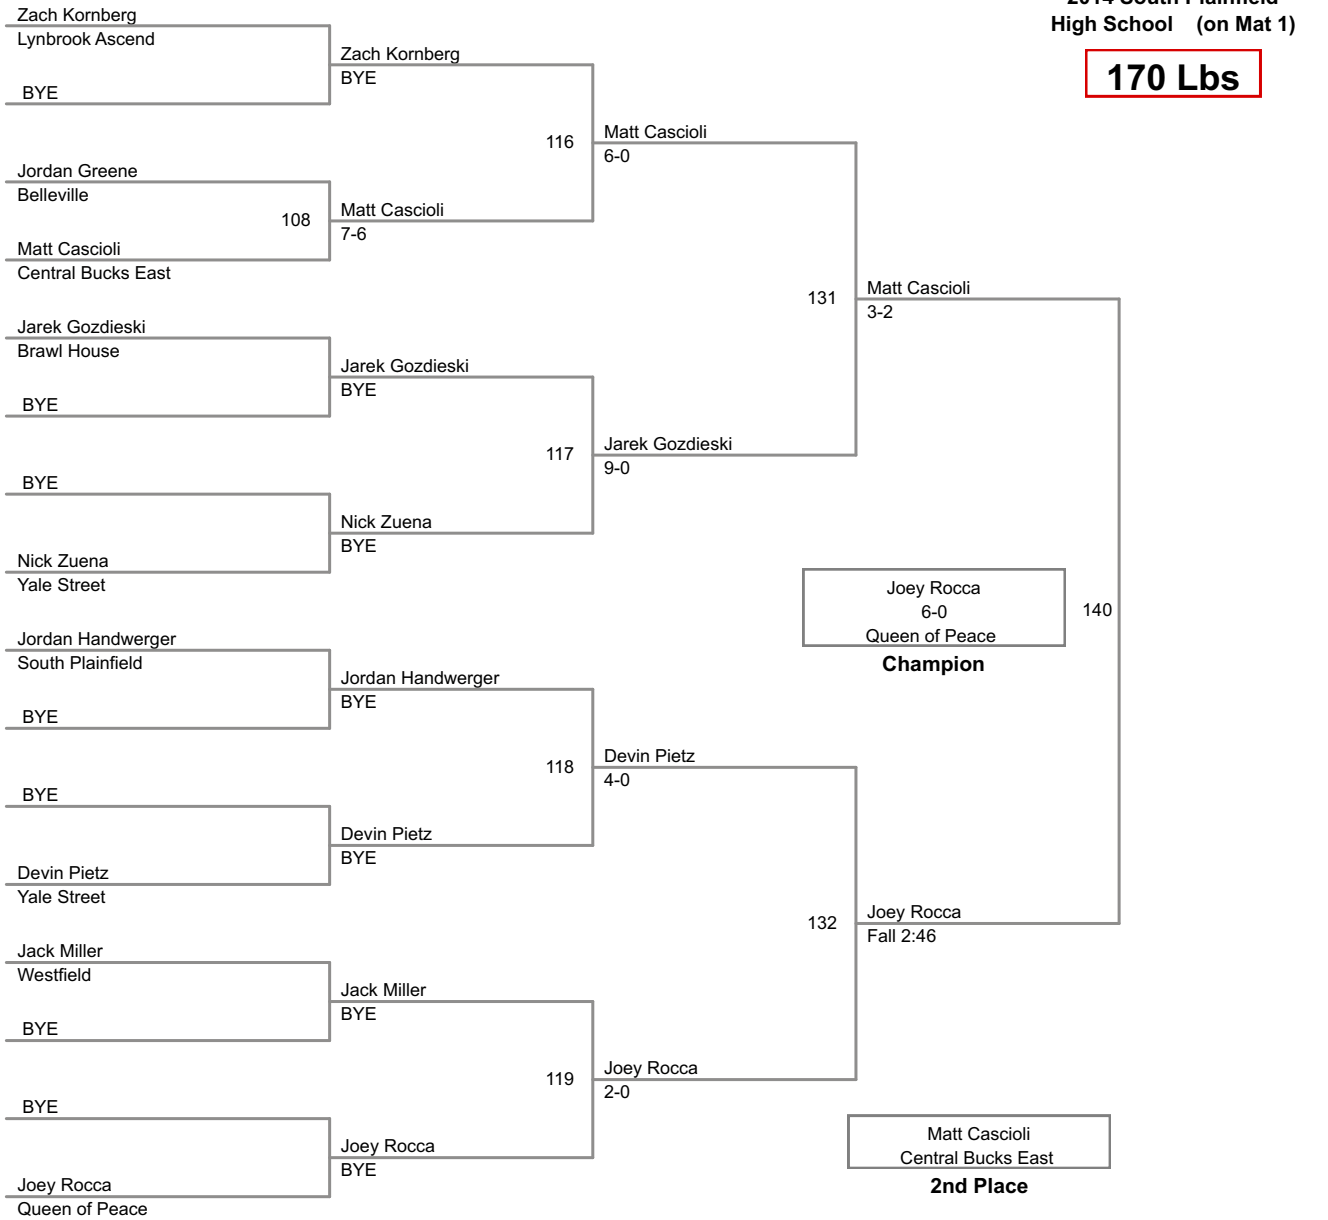 2014 South Plainfield
High School (on Mat 1)
170 Lbs
Zach Kornberg
Lynbrook Ascend
BYE
Jordan Greene
Belleville
108
Matt Cascioli
Central Bucks East
Jarek Gozdieski
Brawl House
BYE
BYE
Nick Zuena
Yale Street
Jordan Handwerger
South Plainfield
BYE
BYE
Devin Pietz
Yale Street
Jack Miller
Westfield
BYE
BYE
Joey Rocca
Queen of Peace
Zach Kornberg
BYE
116
Matt Cascioli
7-6
Jarek Gozdieski
BYE
117
Nick Zuena
BYE
Jordan Handwerger
BYE
118
Devin Pietz
BYE
Jack Miller
BYE
119
Joey Rocca
BYE
Matt Cascioli
6-0
131
Jarek Gozdieski
9-0
Devin Pietz
4-0
132
Joey Rocca
2-0
Matt Cascioli
3-2
140
Joey Rocca
Fall 2:46
Joey Rocca
6-0
Queen of Peace
Champion
Matt Cascioli
Central Bucks East
2nd Place